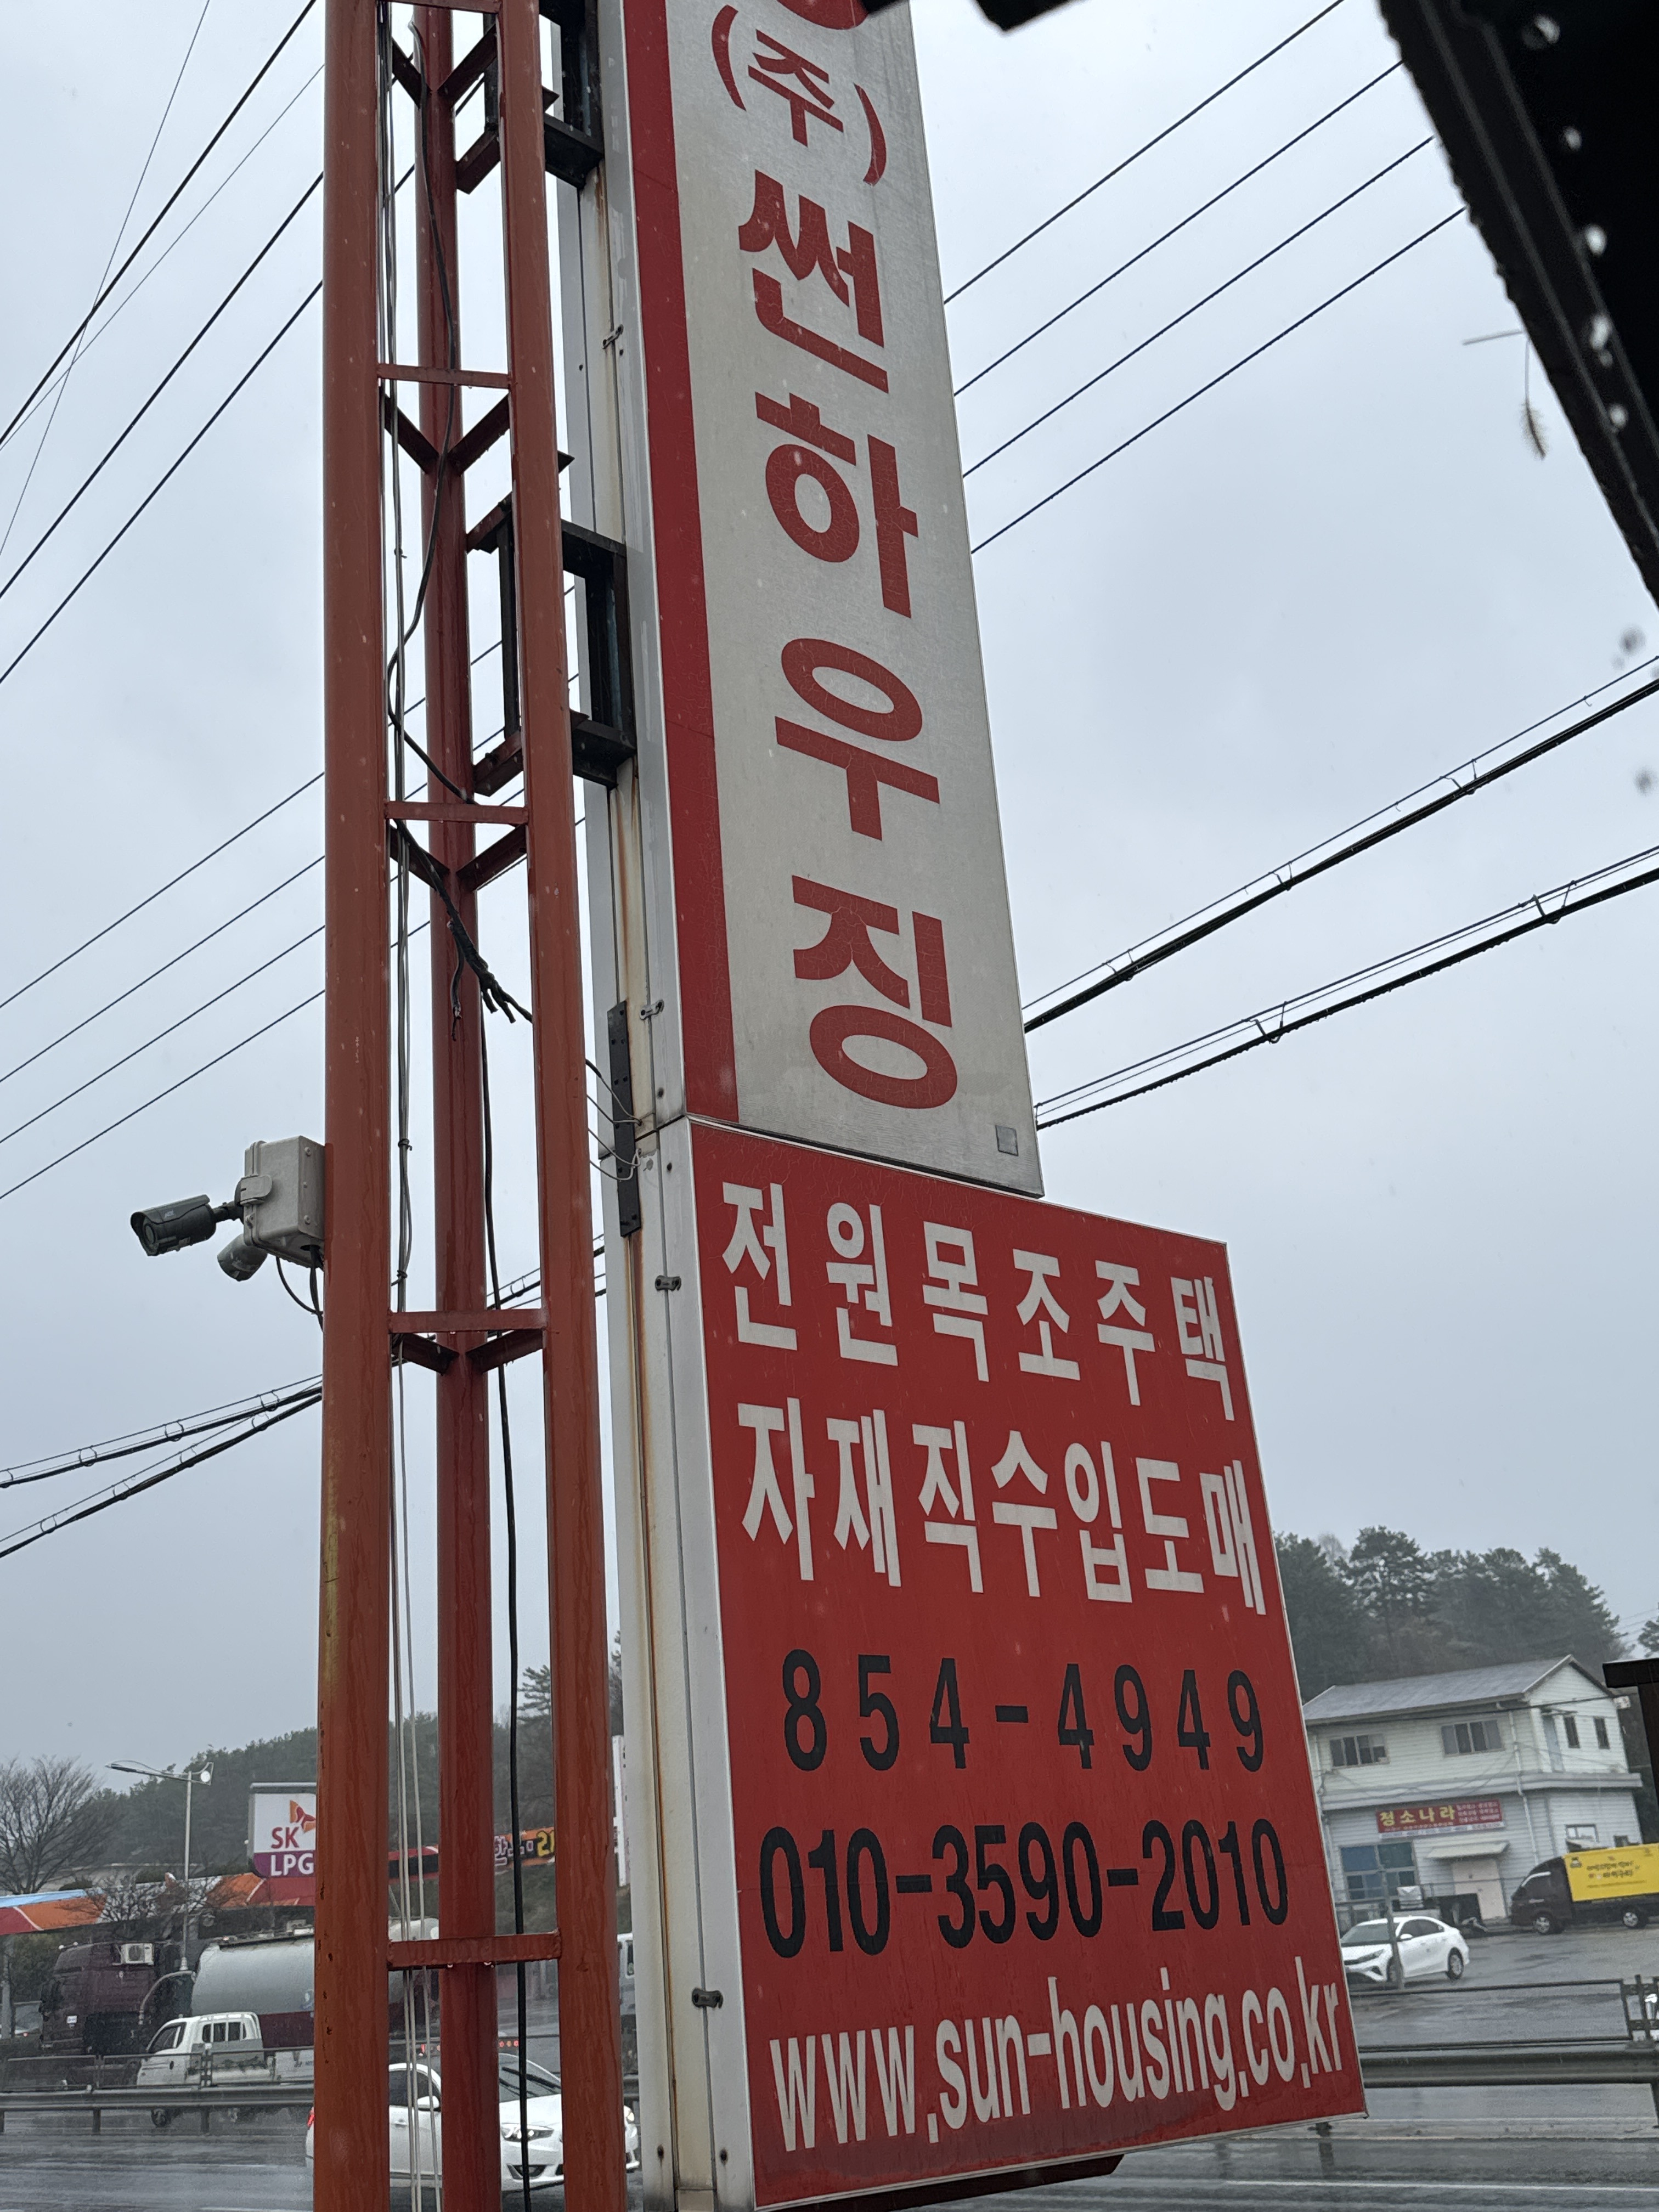 (주)썬하우징
전원목조주택
자재직수입도매
854-4949
010-3590-2010
www.sun-housing.co.kr
SK
LPG
청소나라